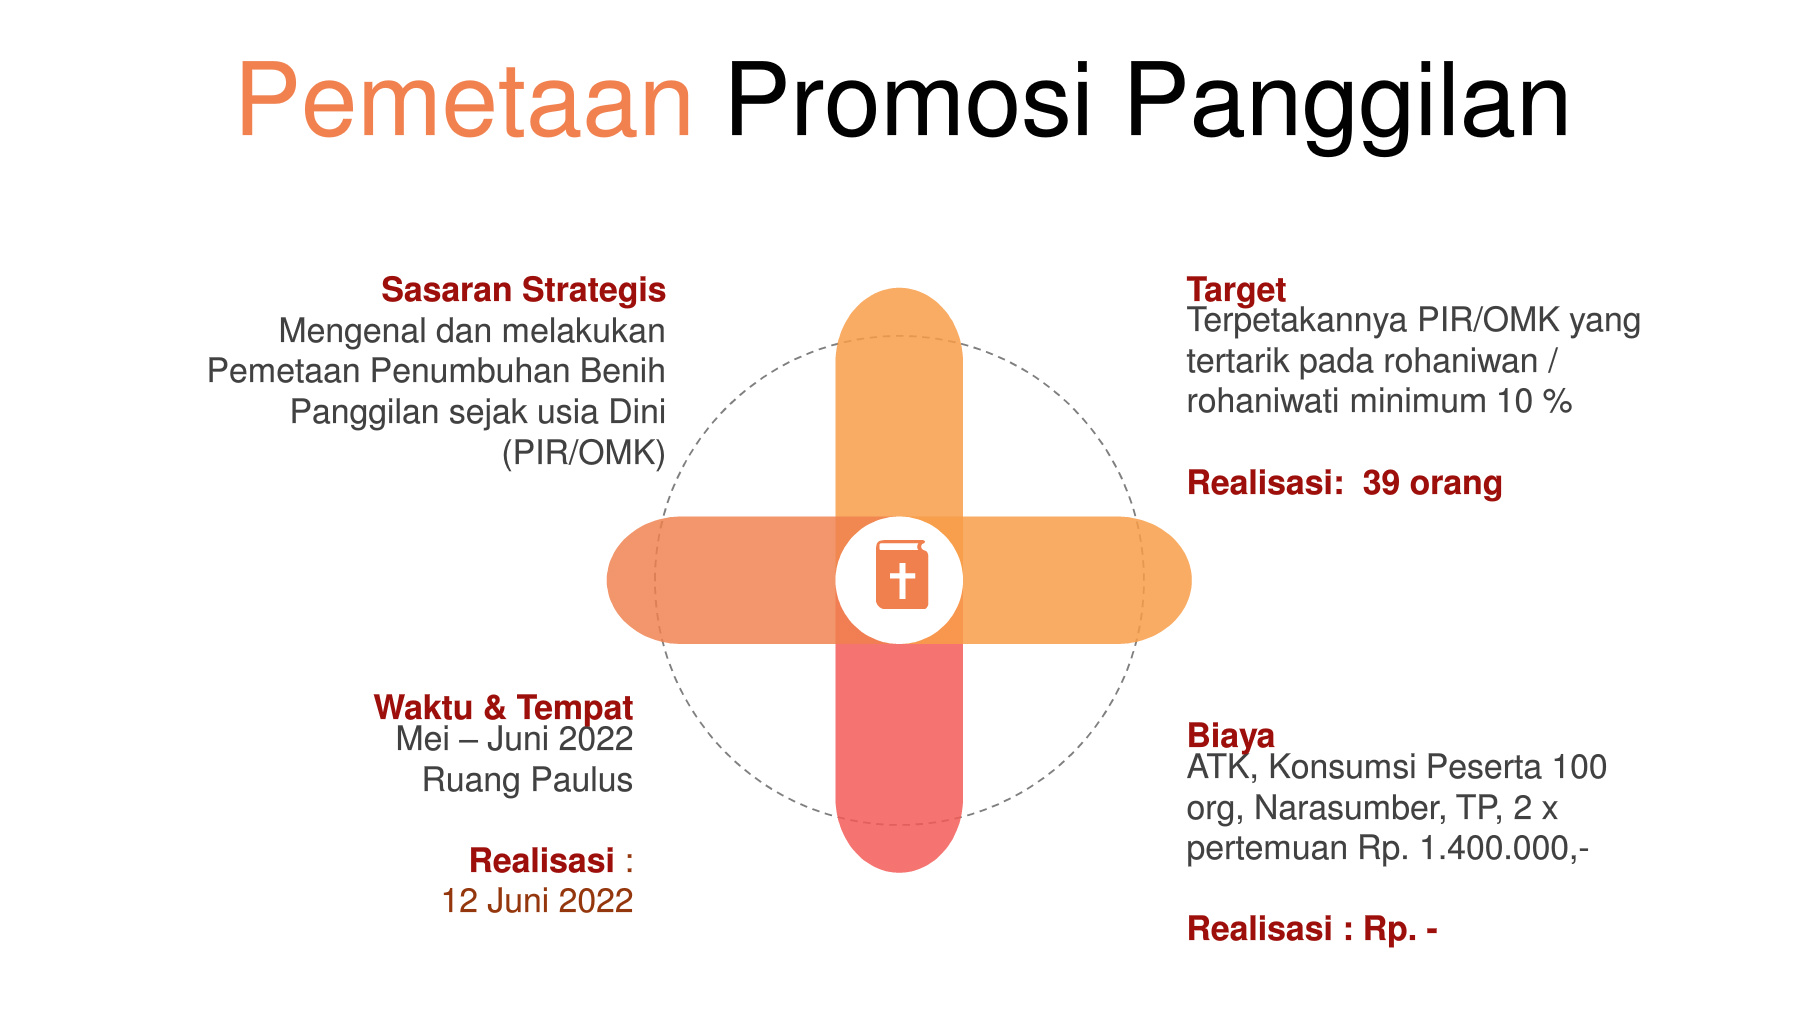 Pemetaan Promosi Panggilan
Sasaran Strategis
Mengenal dan melakukan
Pemetaan Penumbuhan Benih
Panggilan sejak usia Dini
(PIR/OMK)
Target
Terpetakannya PIR/OMK yang
tertarik pada rohaniwan /
rohaniwati minimum 10 %
Realisasi:  39 orang
Waktu & Tempat
Mei – Juni 2022
Ruang Paulus
Realisasi :
12 Juni 2022
Biaya
ATK, Konsumsi Peserta 100
org, Narasumber, TP, 2 x
pertemuan Rp. 1.400.000,-
Realisasi : Rp. -